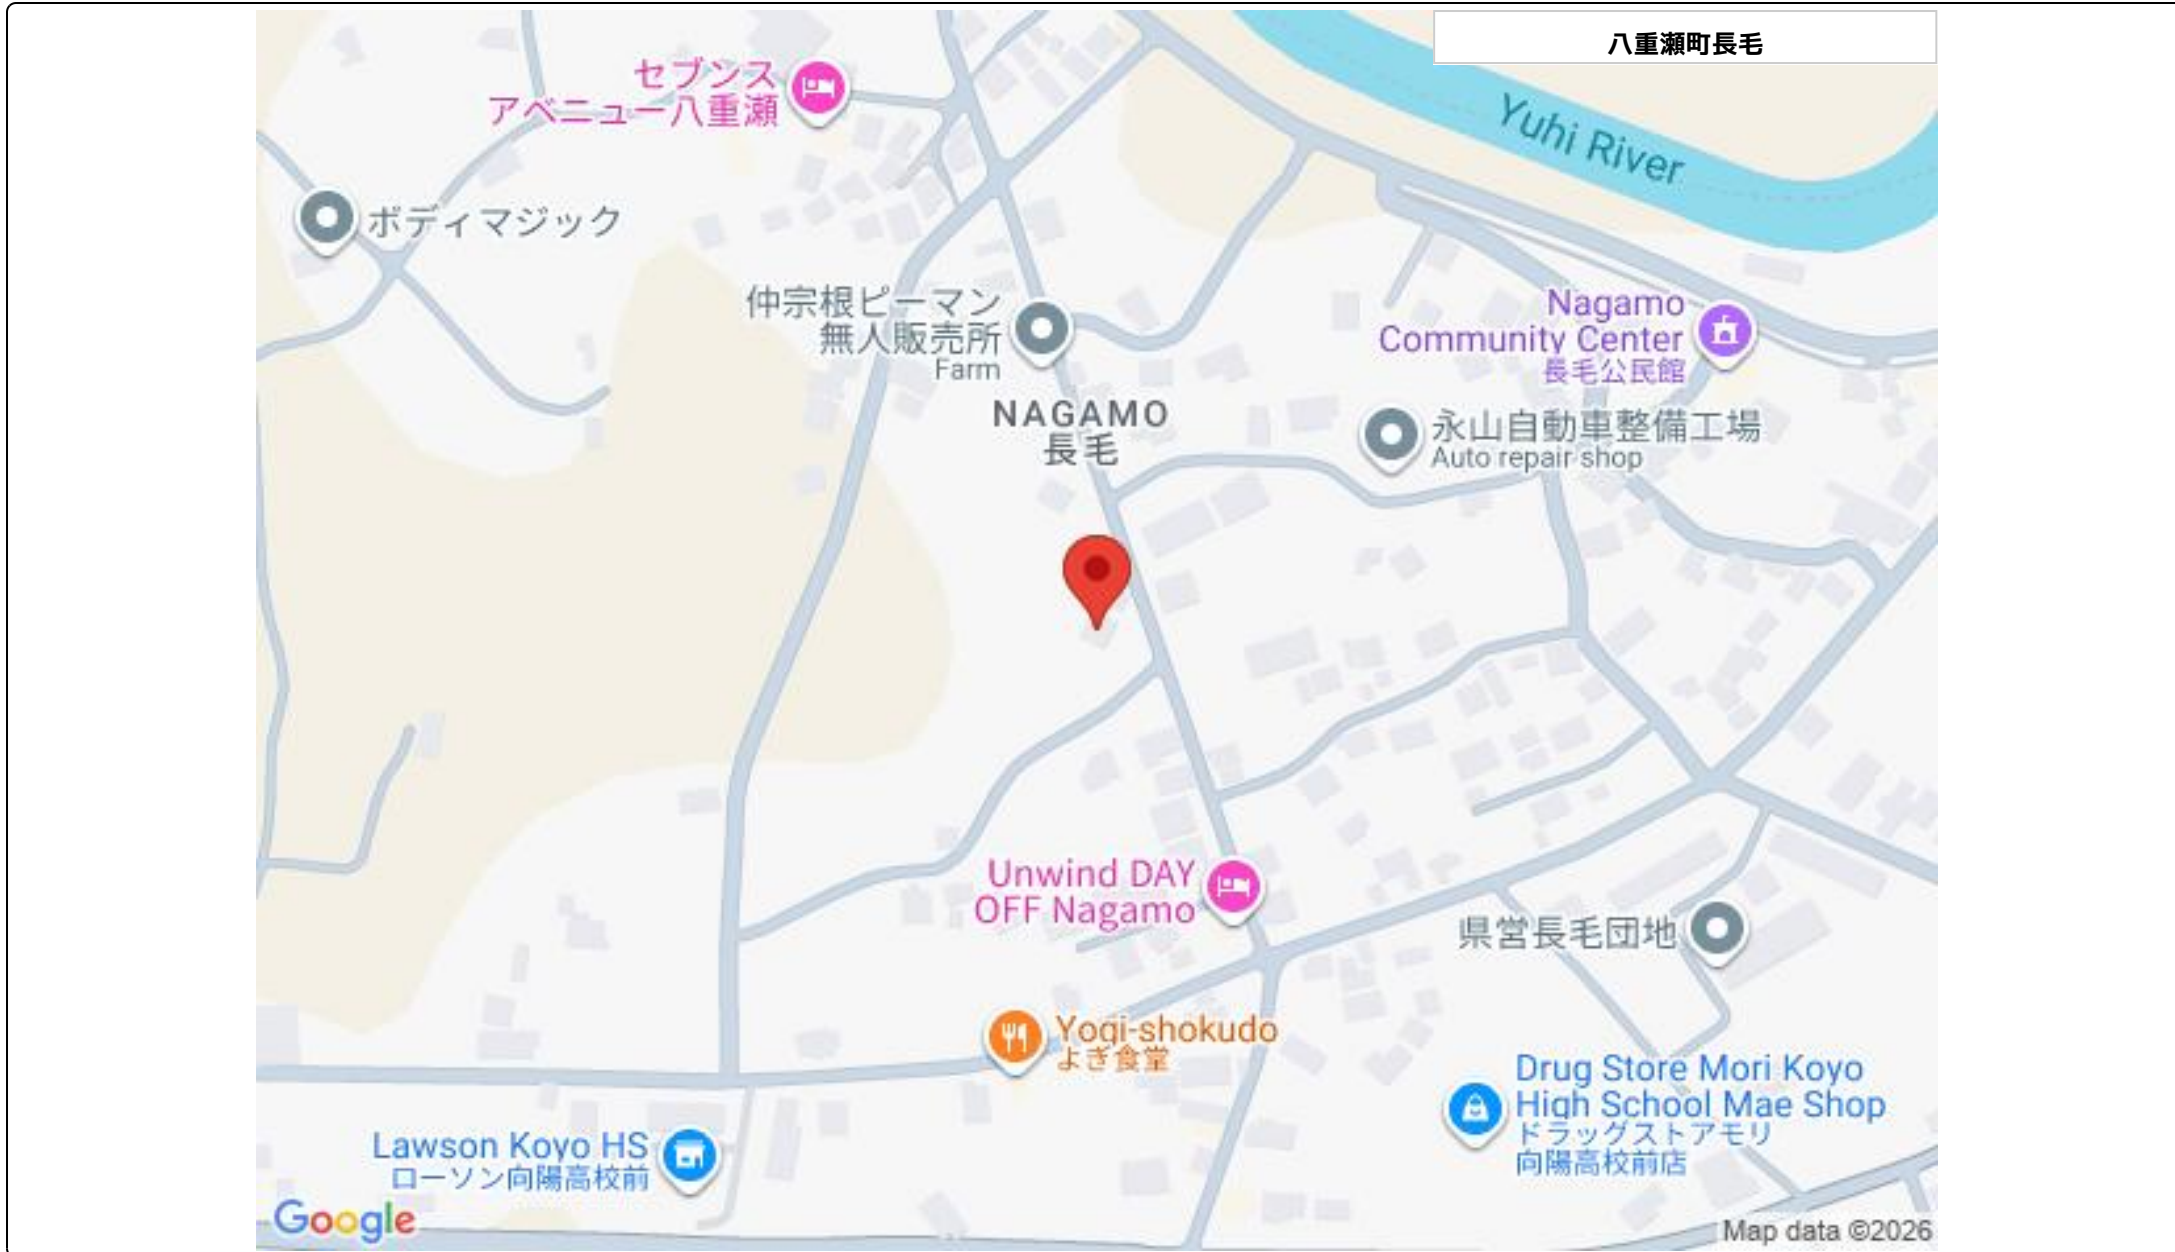 八重瀬町長毛
セブンス
アベニュー八重瀬
Yuhi River
ボディマジック
仲宗根ピーマン
無人販売所
Farm
Nagamo
Community Center
長毛公民館
NAGAMO
長毛
永山自動車整備工場
Auto repair shop
Unwind DAY
OFF Nagamo
県営長毛団地
Yogi-shokudo
よぎ食堂
Drug Store Mori Koyo
High School Mae Shop
ドラッグストアモリ
向陽高校前店
Lawson Koyo HS
ローソン向陽高校前
Google
Map data ©2026